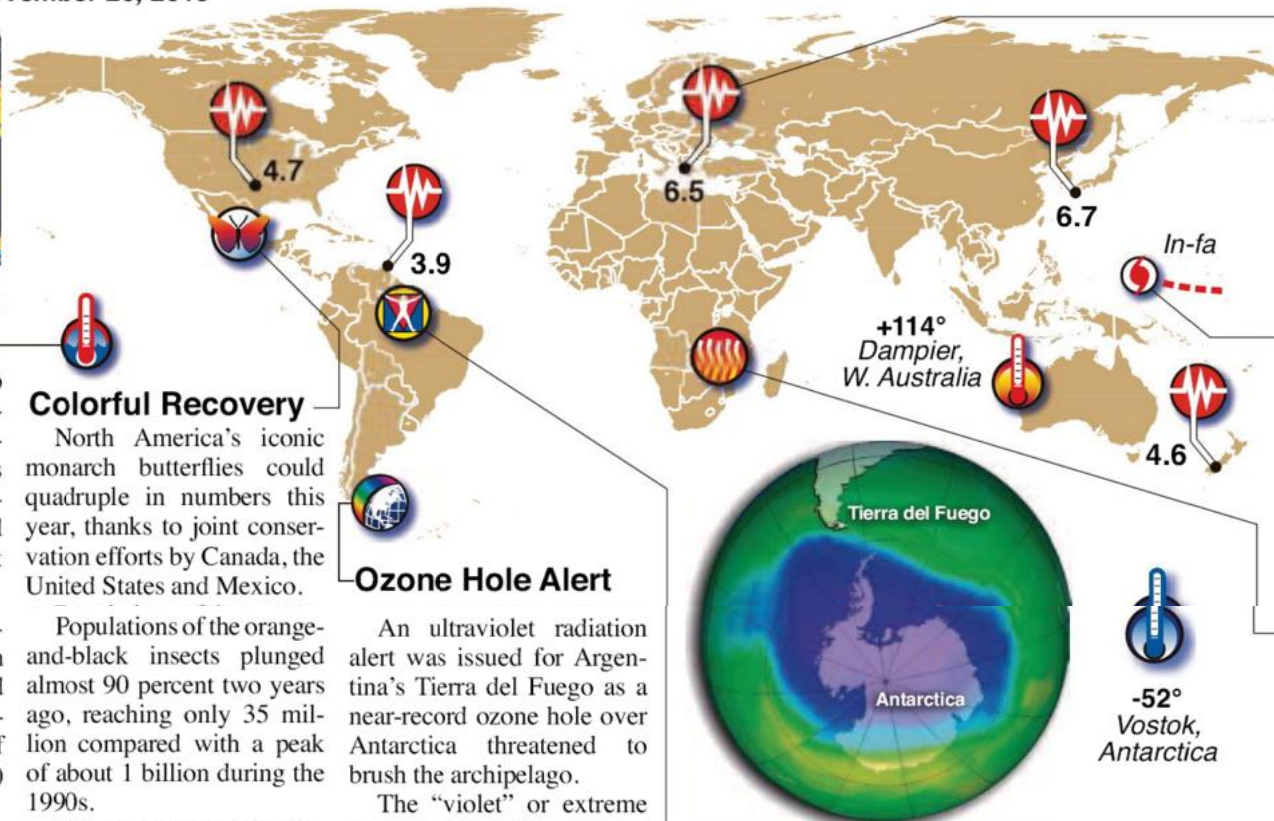 4.7
3.9
6.5
6.7
In-fa
+114°
Dampier,
W. Australia
4.6
Colorful Recovery
North America's iconic
monarch butterflies could
quadruple in numbers this
year, thanks to joint conser-
vation efforts by Canada, the
United States and Mexico.
Populations of the orange-
and-black insects plunged
almost 90 percent two years
ago, reaching only 35 mil-
lion compared with a peak
of about 1 billion during the
1990s.
Ozone Hole Alert
An ultraviolet radiation
alert was issued for Argen-
tina's Tierra del Fuego as a
near-record ozone hole over
Antarctica threatened to
brush the archipelago.
The “violet” or extreme
Tierra del Fuego
Antarctica
-52°
Vostok,
Antarctica